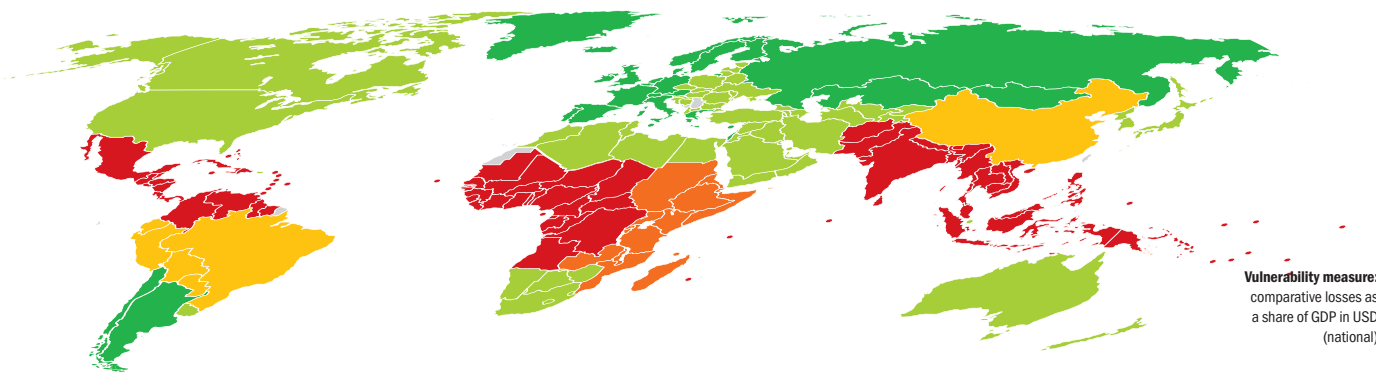 Vulnerability measure:
comparative losses as
a share of GDP in USD
(national)